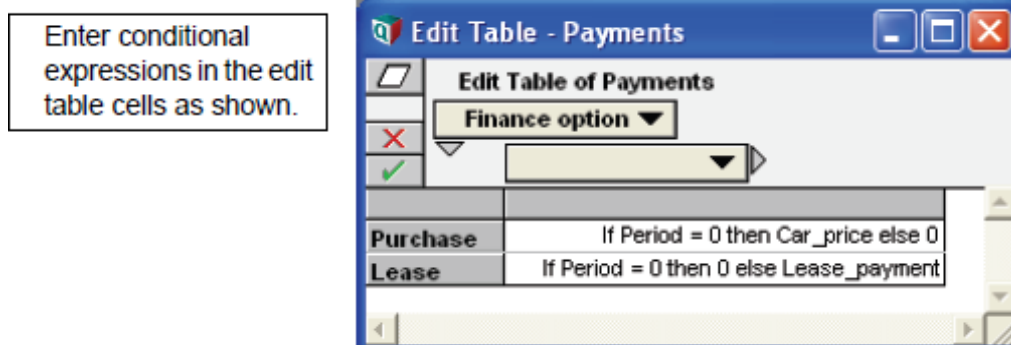 Enter conditional
expressions in the edit
table cells as shown.
Edit Table - Payments
Edit Table of Payments
Finance option
Purchase If Period = 0 then Car_price else 0
Lease If Period = 0 then 0 else Lease_payment